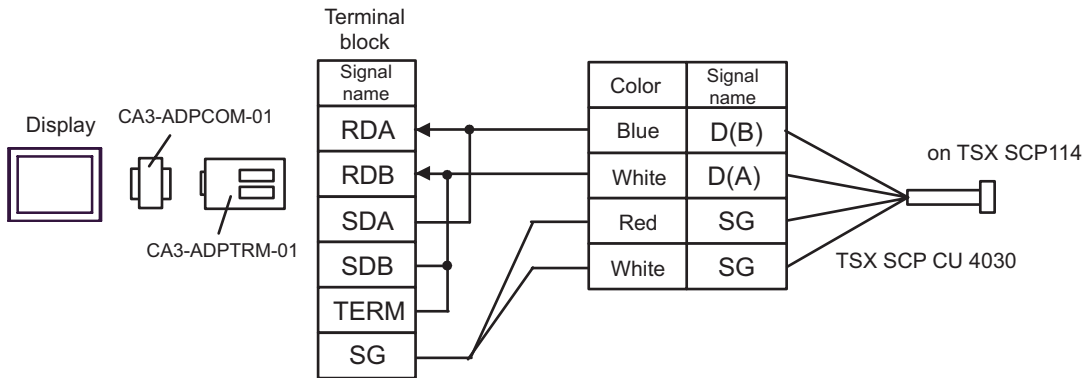 Terminal
block
Signal
name
RDA
RDB
SDA
SDB
TERM
SG
Display
CA3-ADPCOM-01
CA3-ADPTRM-01
Color
Signal
name
Blue
D(B)
White
D(A)
Red
SG
White
SG
on TSX SCP114
TSX SCP CU 4030